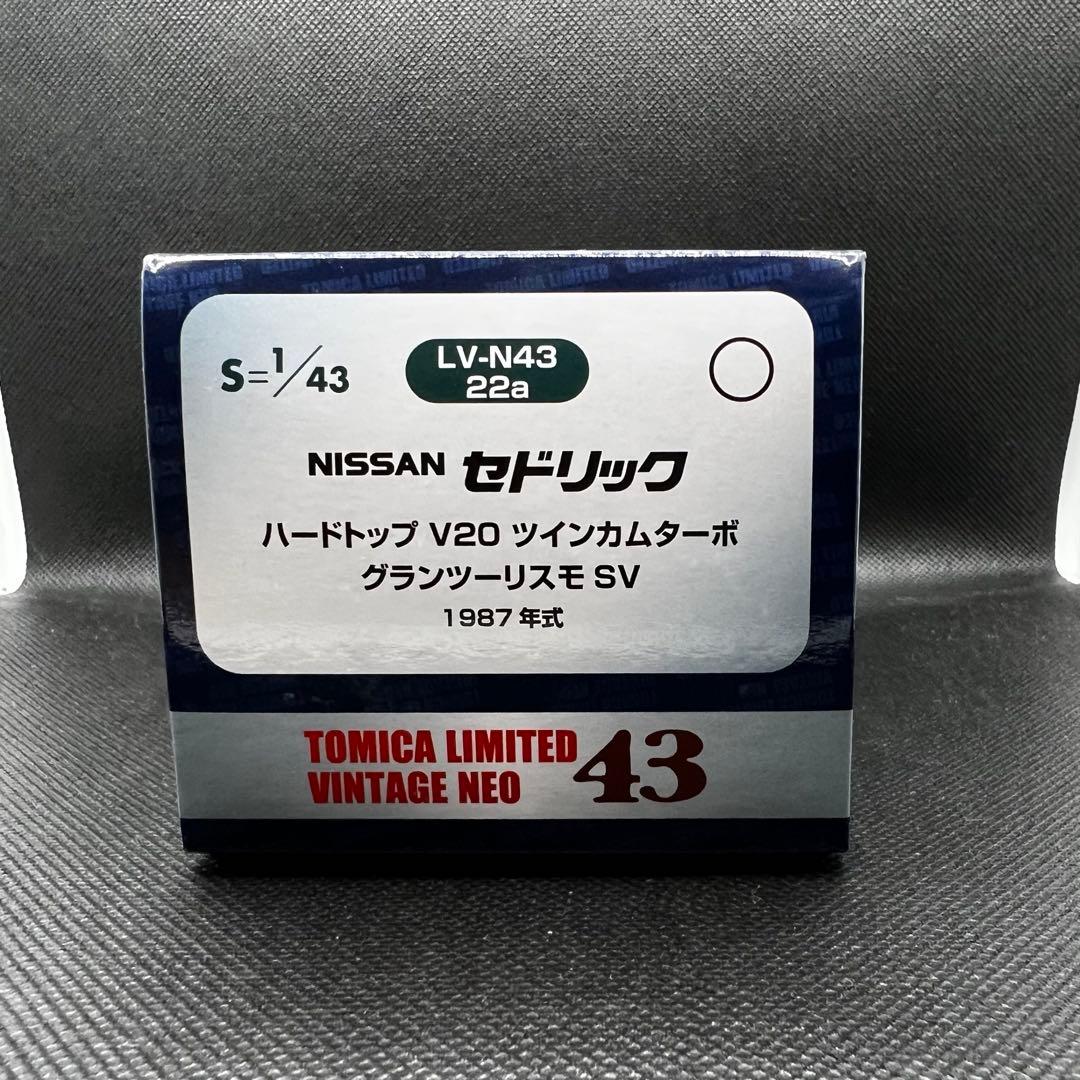 S=1/43
LV-N43
22a
NISSAN セドリック
ハードトップ V20 ツインカムターボ
グランツーリスモ SV
1987 年式
TOMICA LIMITED
VINTAGE NEO 43